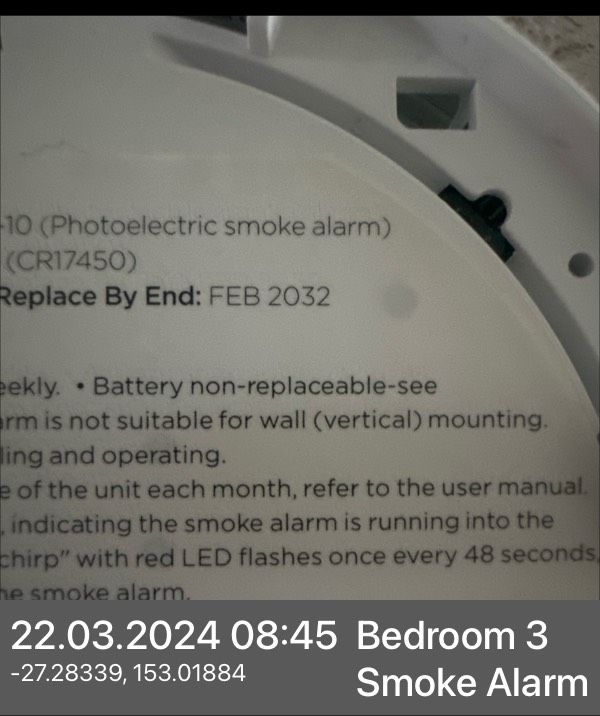 -10 (Photoelectric smoke alarm)
(CR17450)
Replace By End: FEB 2032
eekly. • Battery non-replaceable-see
arm is not suitable for wall (vertical) mounting.
ling and operating.
e of the unit each month, refer to the user manual.
, indicating the smoke alarm is running into the
chirp" with red LED flashes once every 48 seconds,
he smoke alarm.
22.03.2024 08:45
-27.28339, 153.01884
Bedroom 3
Smoke Alarm